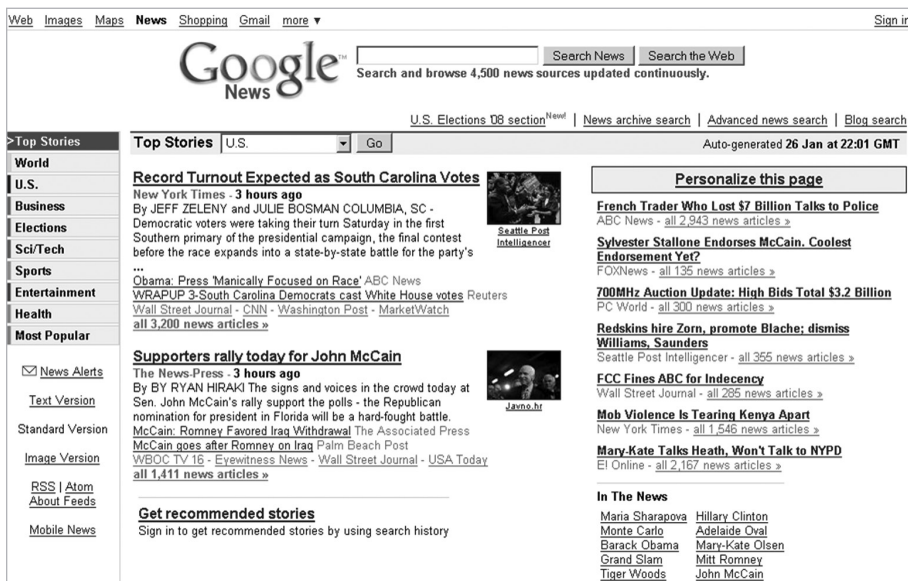 Web Images Maps News Shopping Gmail more ▼
Sign in
Google™
News
Search News Search the Web
Search and browse 4,500 news sources updated continuously.
U.S. Elections '08 section New! | News archive search | Advanced news search | Blog search
>Top Stories
World
U.S.
Business
Elections
Sci/Tech
Sports
Entertainment
Health
Most Popular
News Alerts
Text Version
Standard Version
Image Version
RSS | Atom
About Feeds
Mobile News
Top Stories U.S. Go
Auto-generated 26 Jan at 22:01 GMT
Record Turnout Expected as South Carolina Votes
New York Times - 3 hours ago
By JEFF ZELENY and JULIE BOSMAN COLUMBIA, SC -
Democratic voters were taking their turn Saturday in the first
Southern primary of the presidential campaign, the final contest
before the race expands into a state-by-state battle for the party's
...
Obama: Press 'Manically Focused on Race' ABC News
WRAPUP 3-South Carolina Democrats cast White House votes Reuters
Wall Street Journal - CNN - Washington Post - MarketWatch
all 3,200 news articles »
Seattle Post
Intelligencer
Supporters rally today for John McCain
The News-Press - 3 hours ago
By BY RYAN HIRAKI The signs and voices in the crowd today at
Sen. John McCain's rally support the polls - the Republican
nomination for president in Florida will be a hard-fought battle.
McCain: Romney Favored Iraq Withdrawal The Associated Press
McCain goes after Romney on Iraq Palm Beach Post
WBOC TV 16 - Eyewitness News - Wall Street Journal - USA Today
all 1,411 news articles »
Javno.hr
Get recommended stories
Sign in to get recommended stories by using search history
Personalize this page
French Trader Who Lost $7 Billion Talks to Police
ABC News - all 2,943 news articles »
Sylvester Stallone Endorses McCain. Coolest
Endorsement Yet?
FOXNews - all 135 news articles »
700MHz Auction Update: High Bids Total $3.2 Billion
PC World - all 300 news articles »
Redskins hire Zorn, promote Blache; dismiss
Williams, Saunders
Seattle Post Intelligencer - all 355 news articles »
FCC Fines ABC for Indecency
Wall Street Journal - all 285 news articles »
Mob Violence Is Tearing Kenya Apart
New York Times - all 1,546 news articles »
Mary-Kate Talks Heath, Won't Talk to NYPD
E! Online - all 2,167 news articles »
In The News
Maria Sharapova Hillary Clinton
Monte Carlo Adelaide Oval
Barack Obama Mary-Kate Olsen
Grand Slam Mitt Romney
Tiger Woods John McCain